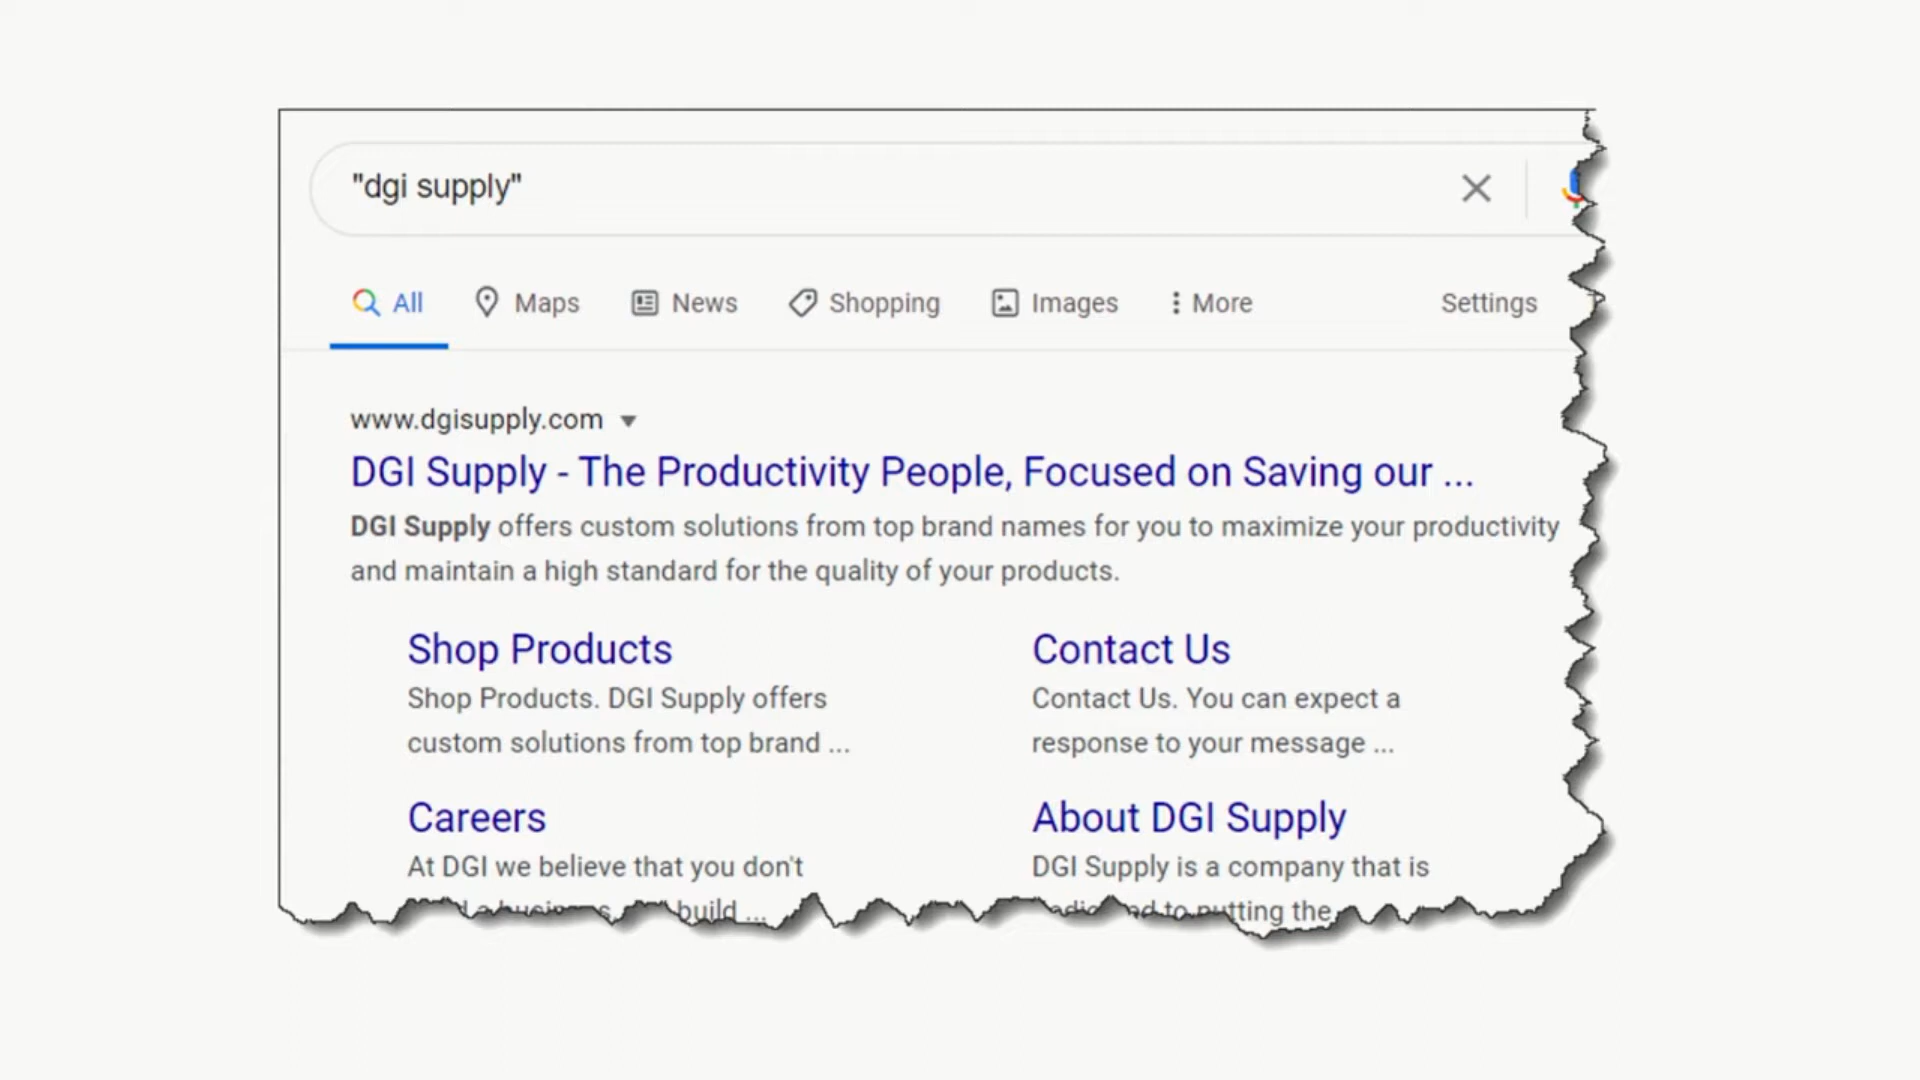 "dgi supply"
All Maps News Shopping Images More Settings
www.dgisupply.com
DGI Supply - The Productivity People, Focused on Saving our ...
DGI Supply offers custom solutions from top brand names for you to maximize your productivity
and maintain a high standard for the quality of your products.
Shop Products
Shop Products. DGI Supply offers
custom solutions from top brand ...
Contact Us
Contact Us. You can expect a
response to your message ...
Careers
At DGI we believe that you don't
build ...
About DGI Supply
DGI Supply is a company that is
to putting the